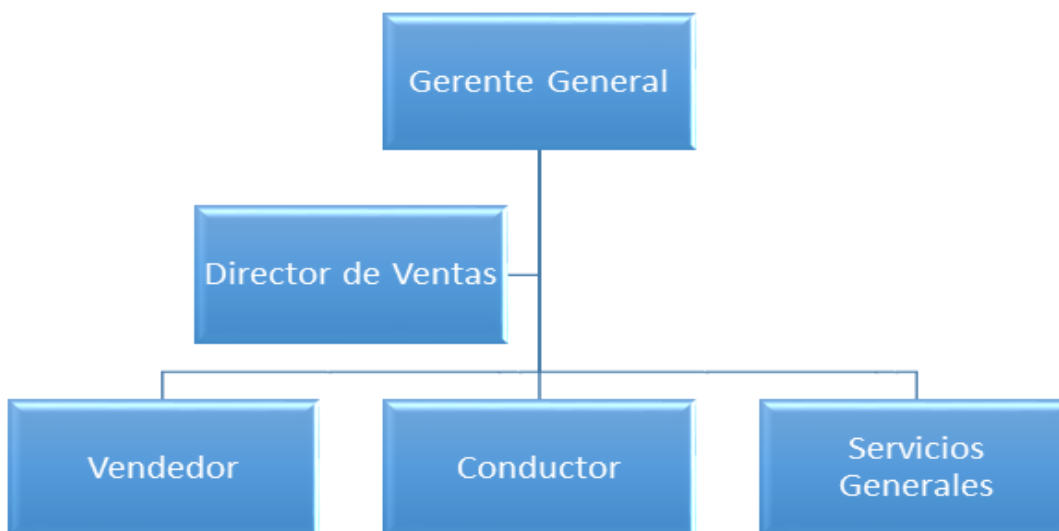 Gerente General
Director de Ventas
Vendedor
Conductor
Servicios
Generales